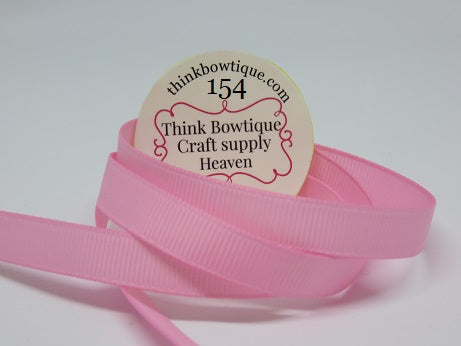 thinkbowtique.com
154
Think Bowtique
Craft supply
Heaven